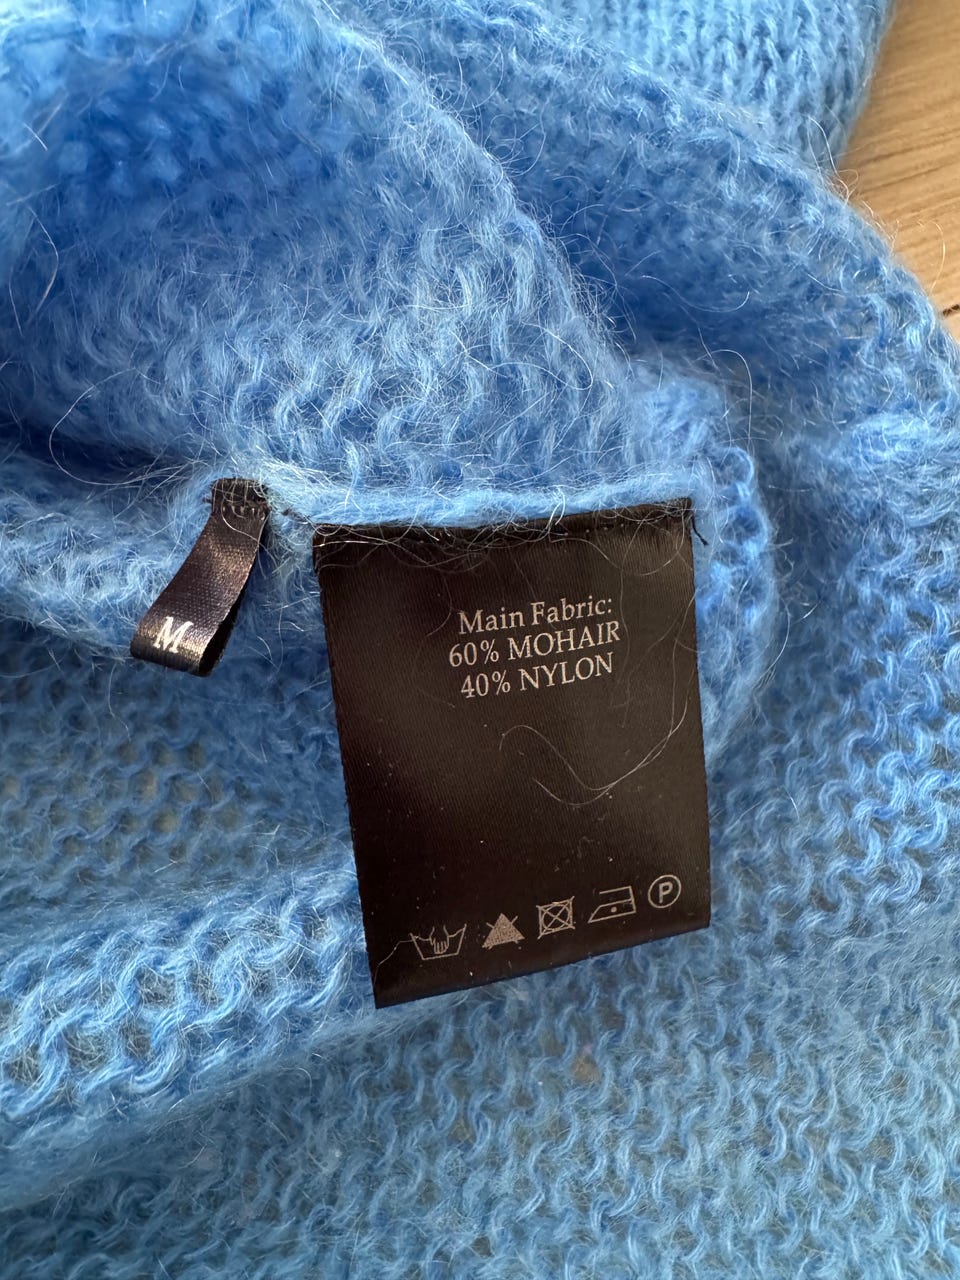 M
Main Fabric:
60% MOHAIR
40% NYLON
P